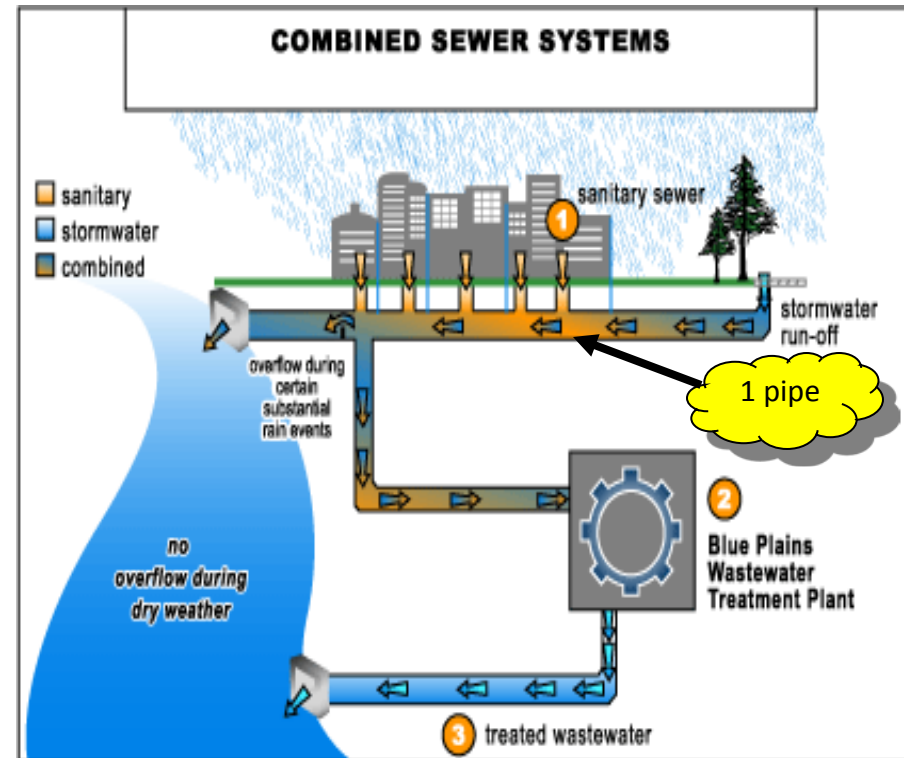 COMBINED SEWER SYSTEMS
sanitary
stormwater
combined
1
sanitary sewer
stormwater
run-off
overflow during
certain
substantial
rain events
1 pipe
2
Blue Plains
Wastewater
Treatment Plant
no
overflow during
dry weather
3 treated wastewater